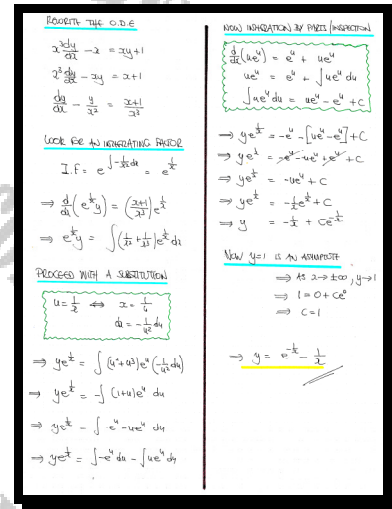 REWRITE THE O.D.E
x³ dy/dx - x = xy+1
x³ dy/dx - xy = x+1
dy/dx - y/x² = (x+1)/x³
LOOK FOR AN INTEGRATING FACTOR
I.F = e^(∫ -1/x² dx) = e^(1/x)
⇒ d/dx (e^(1/x) y) = ((x+1)/x³) e^(1/x)
⇒ e^(1/x) y = ∫ (1/x² + 1/x³) e^(1/x) dx
PROCEED WITH A SUBSTITUTION
u = 1/x ⇔ x = 1/u
dx = -1/u² du
⇒ ye^(1/x) = ∫ (u²+u³) e^u (-1/u² du)
⇒ ye^(1/x) = -∫ (1+u) e^u du
⇒ ye^(1/x) = ∫ -e^u - ue^u du
⇒ ye^(1/x) = ∫ -e^u du - ∫ ue^u du
NOW INTEGRATION BY PARTS/INSPECTION
d/du (ue^u) = e^u + ue^u
ue^u = e^u + ∫ ue^u du
∫ ue^u du = ue^u - e^u + C
⇒ ye^(1/x) = -e^u - [ue^u - e^u] + C
⇒ ye^(1/x) = -e^u - ue^u + e^u + C
⇒ ye^(1/x) = -ue^u + C
⇒ ye^(1/x) = -1/x e^(1/x) + C
⇒ y = -1/x + Ce^(-1/x)
NOW y=1 IS AN ASYMPTOTE
⇒ AS x→±∞, y→1
⇒ 1 = 0 + Ce⁰
⇒ C=1
⇒ y = e^(-1/x) - 1/x